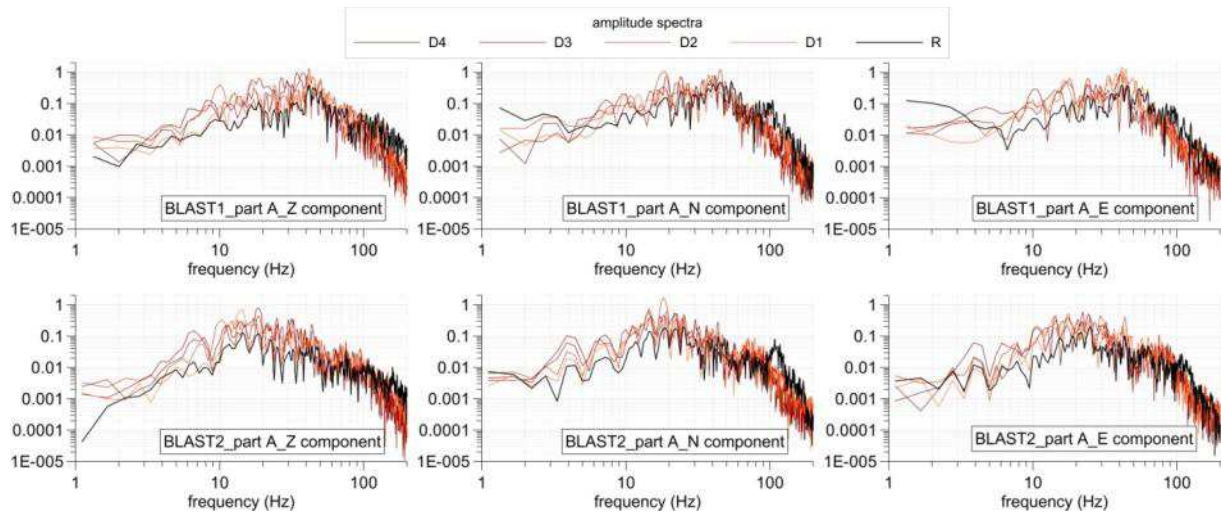 amplitude spectra
D4 D3 D2 D1 R
1 1 1
0.1 0.1 0.1
0.01 0.01 0.01
0.001 0.001 0.001
0.0001 0.0001 0.0001
BLAST1_part A_Z component BLAST1_part A_N component BLAST1_part A_E component
1E-005 1E-005 1E-005
1 10 100 1 10 100 1 10 100
frequency (Hz) frequency (Hz) frequency (Hz)
1 1 1
0.1 0.1 0.1
0.01 0.01 0.01
0.001 0.001 0.001
0.0001 0.0001 0.0001
BLAST2_part A_Z component BLAST2_part A_N component BLAST2_part A_E component
1E-005 1E-005 1E-005
1 10 100 1 10 100 1 10 100
frequency (Hz) frequency (Hz) frequency (Hz)